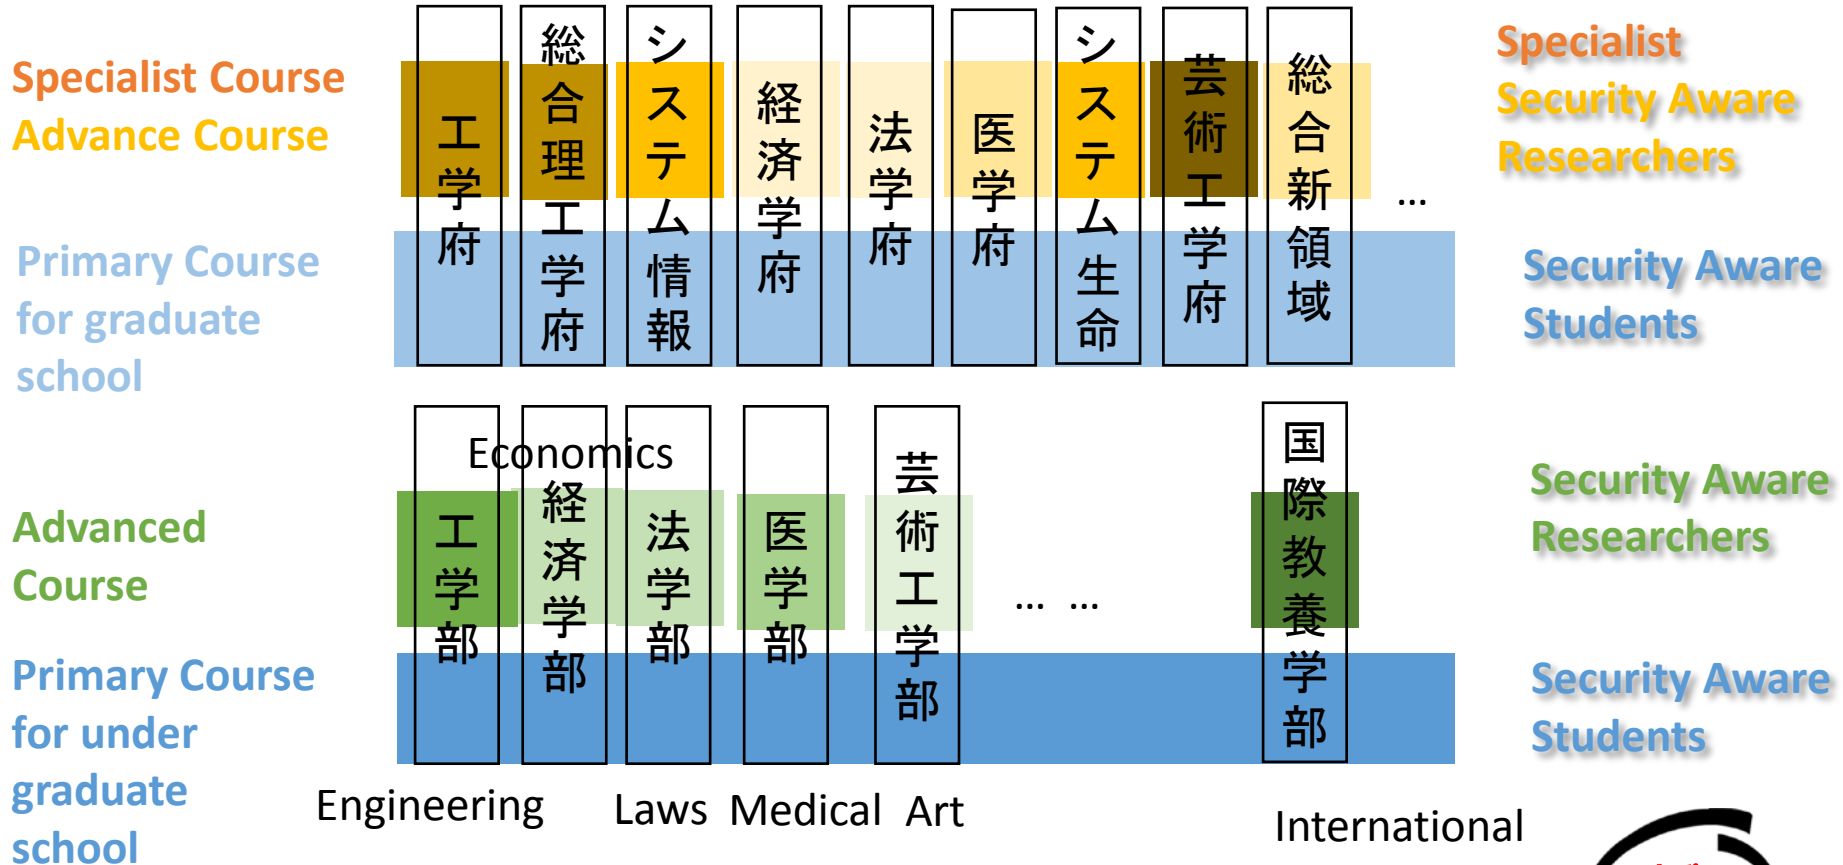 Specialist Course
Advance Course
Primary Course
for graduate
school
工学府
総合理工学府
システム情報
経済学府
法学府
医学府
システム生命
芸術工学府
総合新領域
...
Specialist
Security Aware
Researchers
Security Aware
Students
Advanced
Course
Primary Course
for under
graduate
school
Economics
工学部
経済学部
法学部
医学部
芸術工学部
... ...
国際教養学部
Security Aware
Researchers
Security Aware
Students
Engineering
Laws
Medical
Art
International